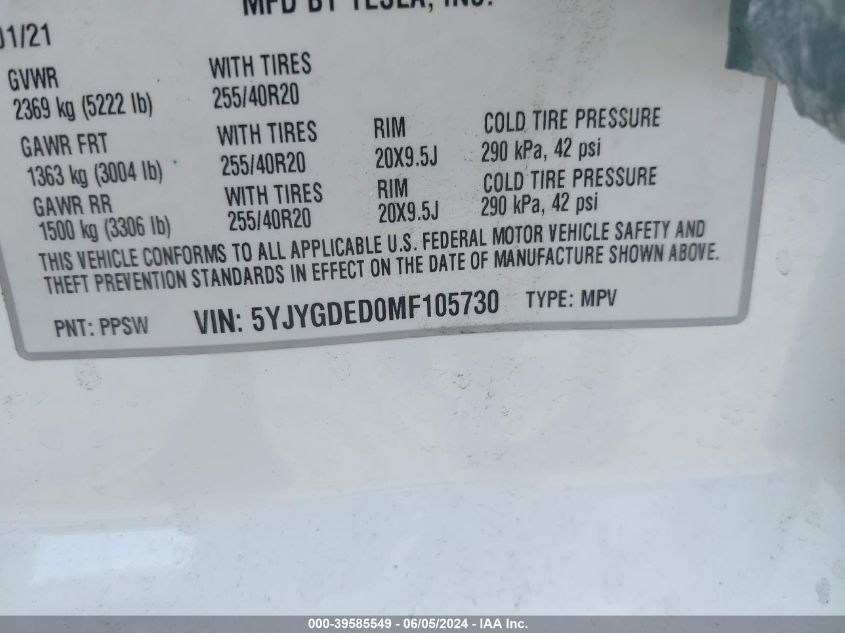 MFD BY TESLA, INC.
01/21
GVWR
2369 kg (5222 lb)
WITH TIRES
255/40R20
GAWR FRT
1363 kg (3004 lb)
WITH TIRES
255/40R20
RIM
20X9.5J
COLD TIRE PRESSURE
290 kPa, 42 psi
GAWR RR
1500 kg (3306 lb)
WITH TIRES
255/40R20
RIM
20X9.5J
COLD TIRE PRESSURE
290 kPa, 42 psi
THIS VEHICLE CONFORMS TO ALL APPLICABLE U.S. FEDERAL MOTOR VEHICLE SAFETY AND
THEFT PREVENTION STANDARDS IN EFFECT ON THE DATE OF MANUFACTURE SHOWN ABOVE.
PNT: PPSW VIN: 5YJYGDED0MF105730 TYPE: MPV
000-39585549 - 06/05/2024 - IAA Inc.